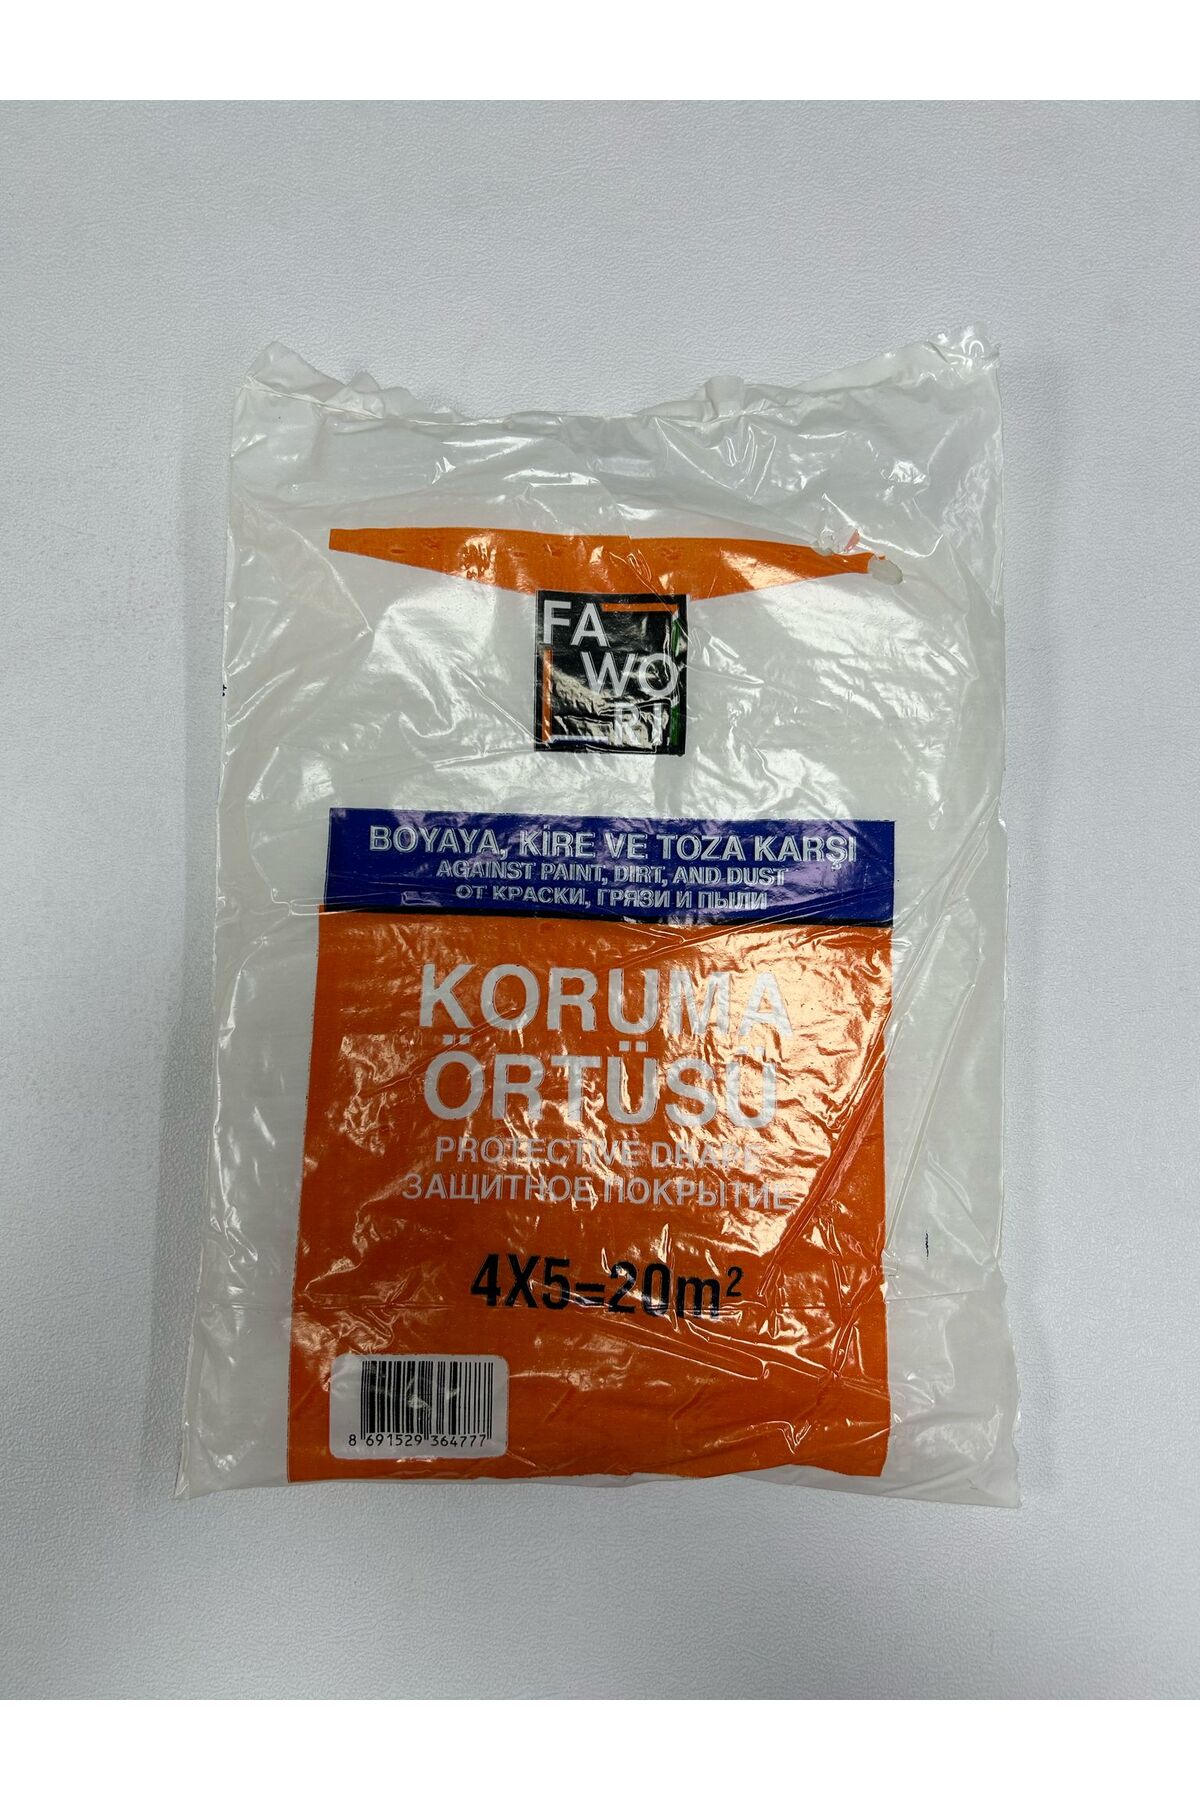 FA
WO
RI
BOYAYA, KİRE VE TOZA KARŞI
AGAINST PAINT, DIRT, AND DUST
ОТ КРАСКИ, ГРЯЗИ И ПЫЛИ
KORUMA
ÖRTÜSÜ
PROTECTIVE DRAPE
ЗАЩИТНОЕ ПОКРЫТИЕ
4X5=20m²
8 691529 364777